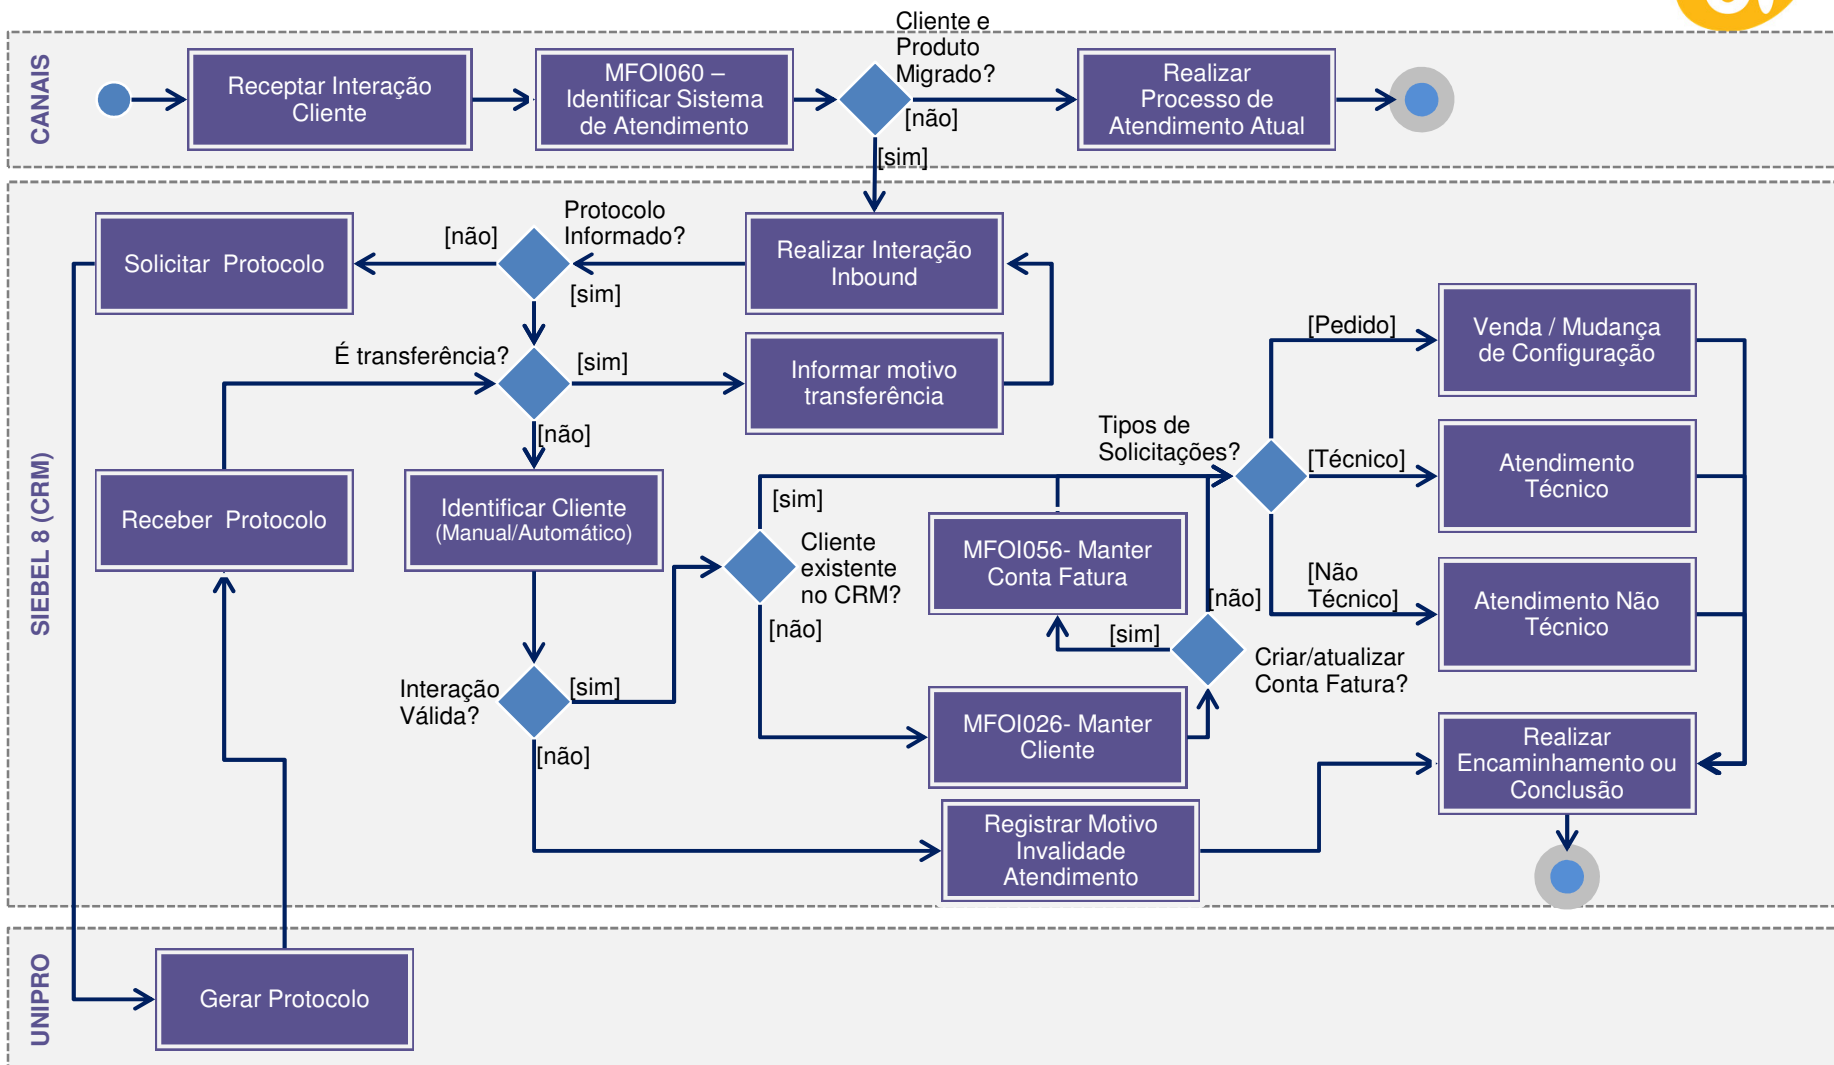 CANAIS
Receptar Interação
Cliente
MFOI060 –
Identificar Sistema
de Atendimento
Cliente e
Produto
Migrado?
[não]
[sim]
Realizar
Processo de
Atendimento Atual
SIEBEL 8 (CRM)
Solicitar Protocolo
[não]
Protocolo
Informado?
[sim]
Realizar Interação
Inbound
É transferência?
[sim]
[não]
Informar motivo
transferência
Receber Protocolo
Identificar Cliente
(Manual/Automático)
Interação
Válida?
[sim]
[não]
[sim]
Cliente
existente
no CRM?
[não]
MFOI056- Manter
Conta Fatura
[sim]
[não]
Criar/atualizar
Conta Fatura?
MFOI026- Manter
Cliente
Registrar Motivo
Invalidade
Atendimento
Tipos de
Solicitações?
[Pedido]
[Técnico]
[Não
Técnico]
Venda / Mudança
de Configuração
Atendimento
Técnico
Atendimento Não
Técnico
Realizar
Encaminhamento ou
Conclusão
UNIPRO
Gerar Protocolo